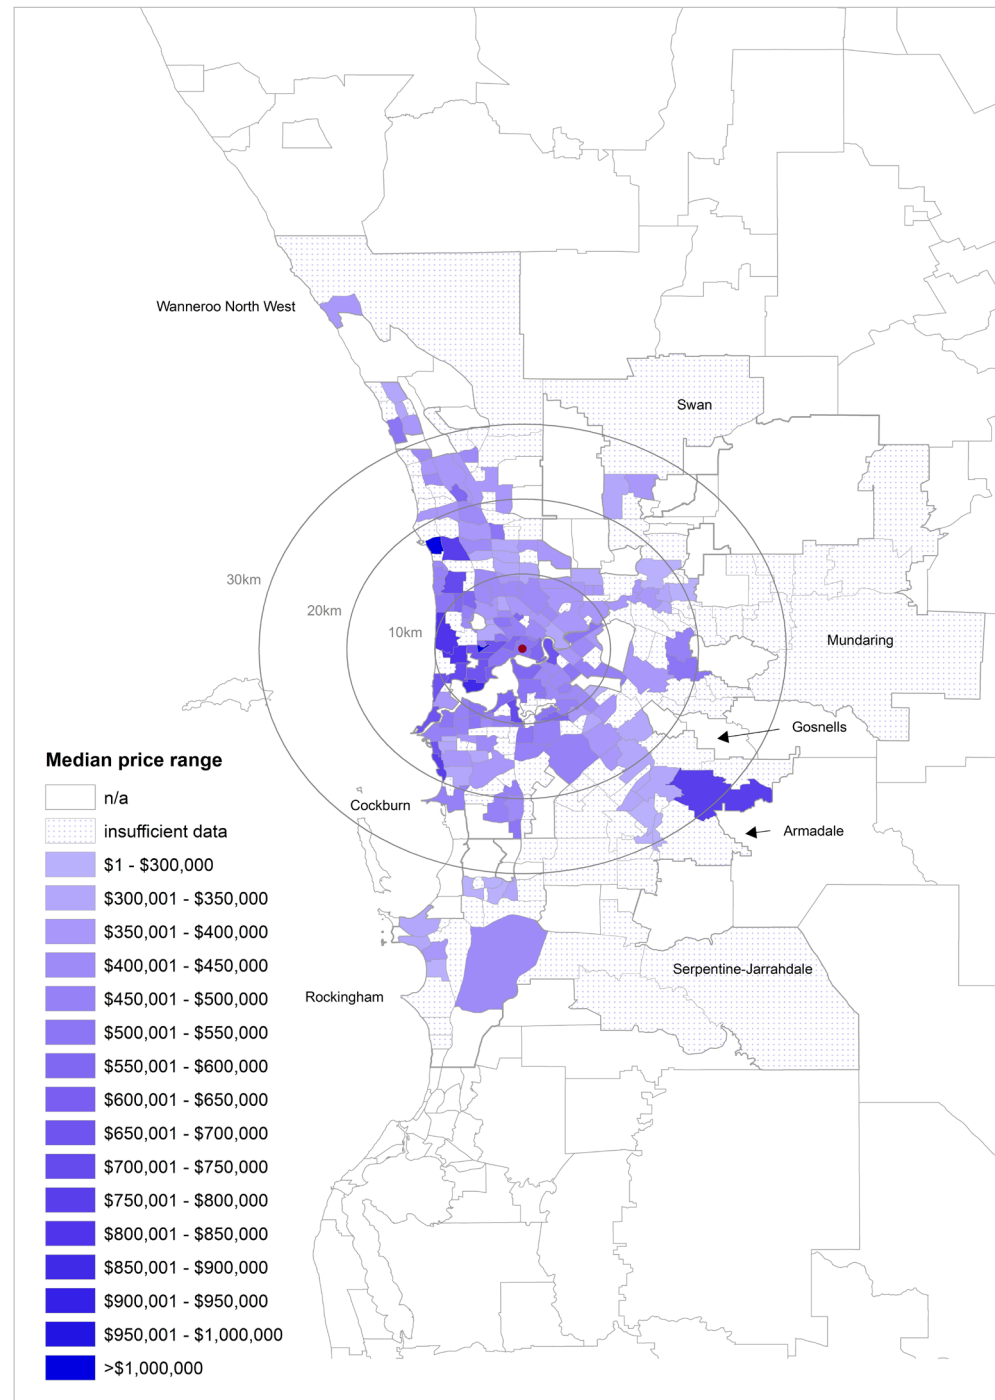 Wanneroo North West
Swan
30km
20km
10km
Mundaring
Gosnells
Cockburn
Armadale
Serpentine-Jarrahdale
Rockingham
Median price range
n/a
insufficient data
$1 - $300,000
$300,001 - $350,000
$350,001 - $400,000
$400,001 - $450,000
$450,001 - $500,000
$500,001 - $550,000
$550,001 - $600,000
$600,001 - $650,000
$650,001 - $700,000
$700,001 - $750,000
$750,001 - $800,000
$800,001 - $850,000
$850,001 - $900,000
$900,001 - $950,000
$950,001 - $1,000,000
>$1,000,000